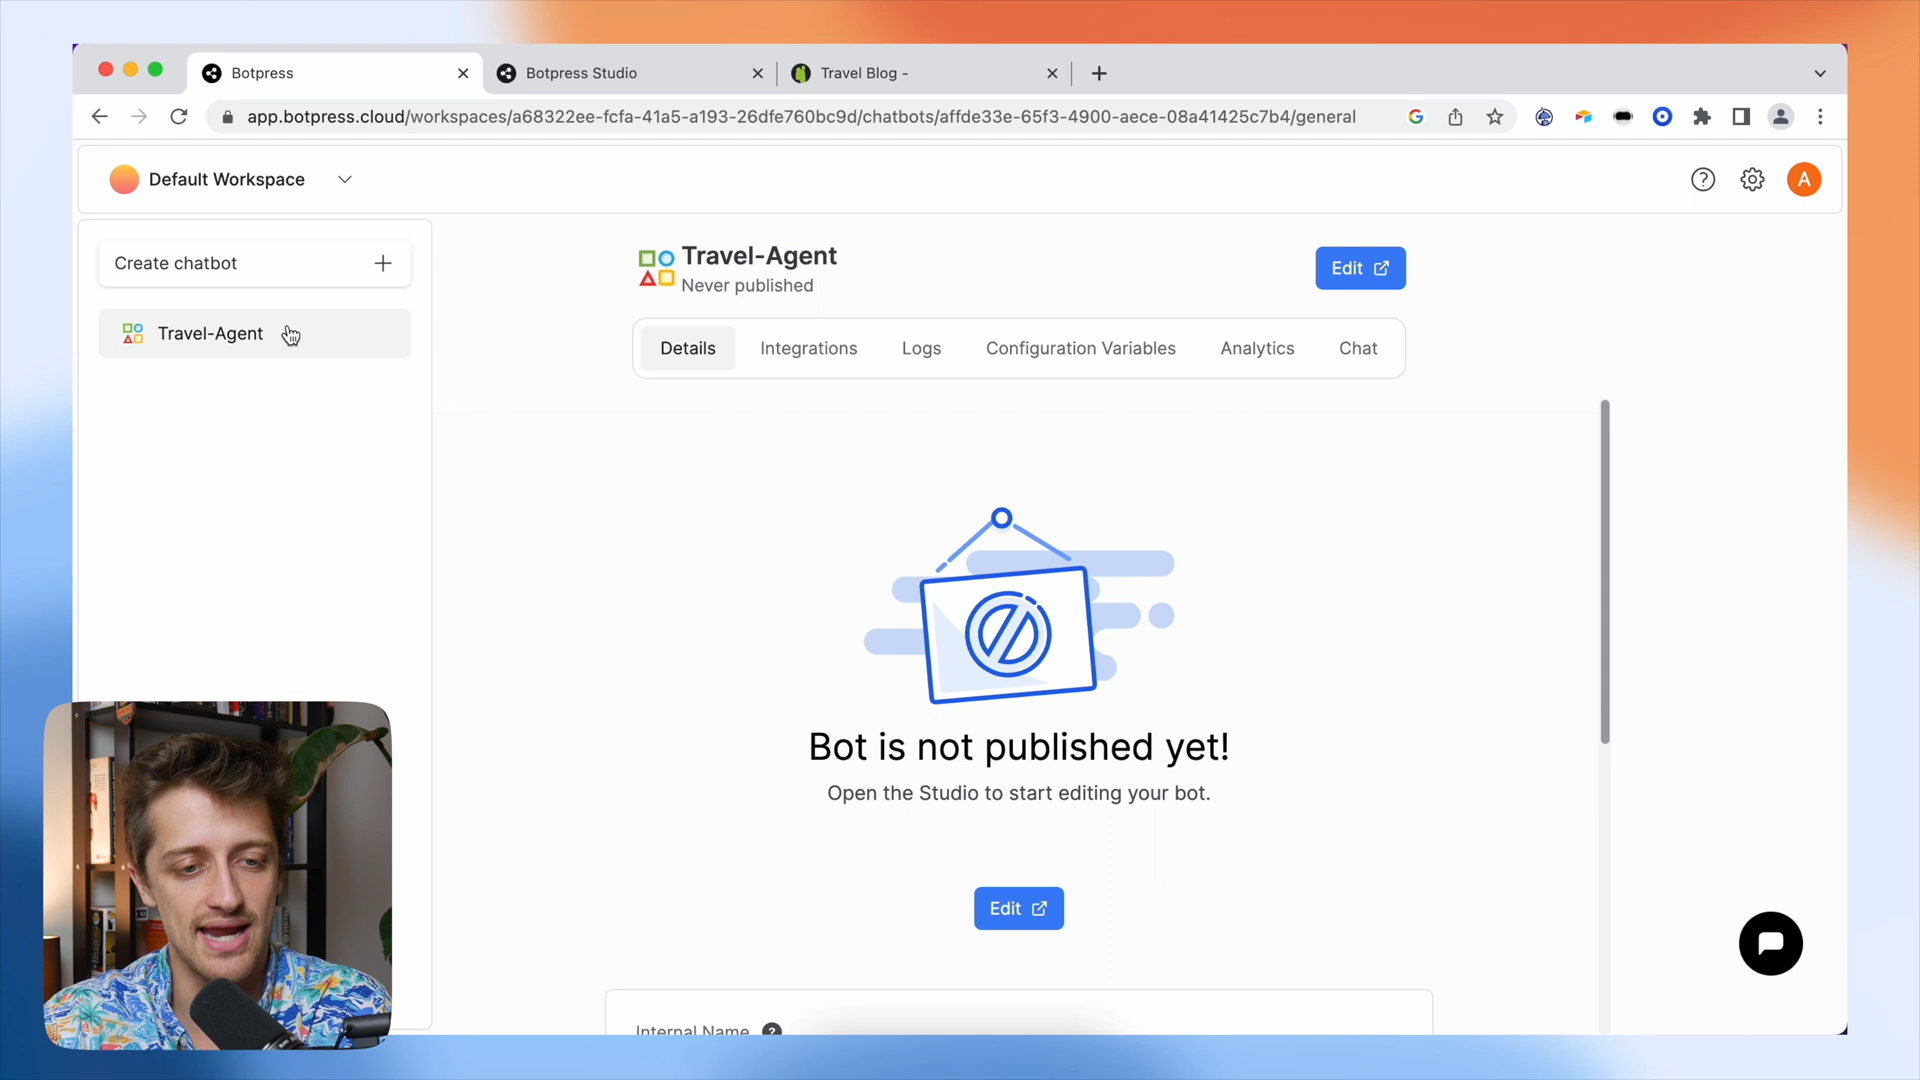 Botpress
Botpress Studio
Travel Blog -
app.botpress.cloud/workspaces/a68322ee-fcfa-41a5-a193-26dfe760bc9d/chatbots/affde33e-65f3-4900-aece-08a41425c7b4/general
Default Workspace
A
Create chatbot
Travel-Agent
Travel-Agent
Never published
Edit
Details
Integrations
Logs
Configuration Variables
Analytics
Chat
Bot is not published yet!
Open the Studio to start editing your bot.
Edit
Internal Name